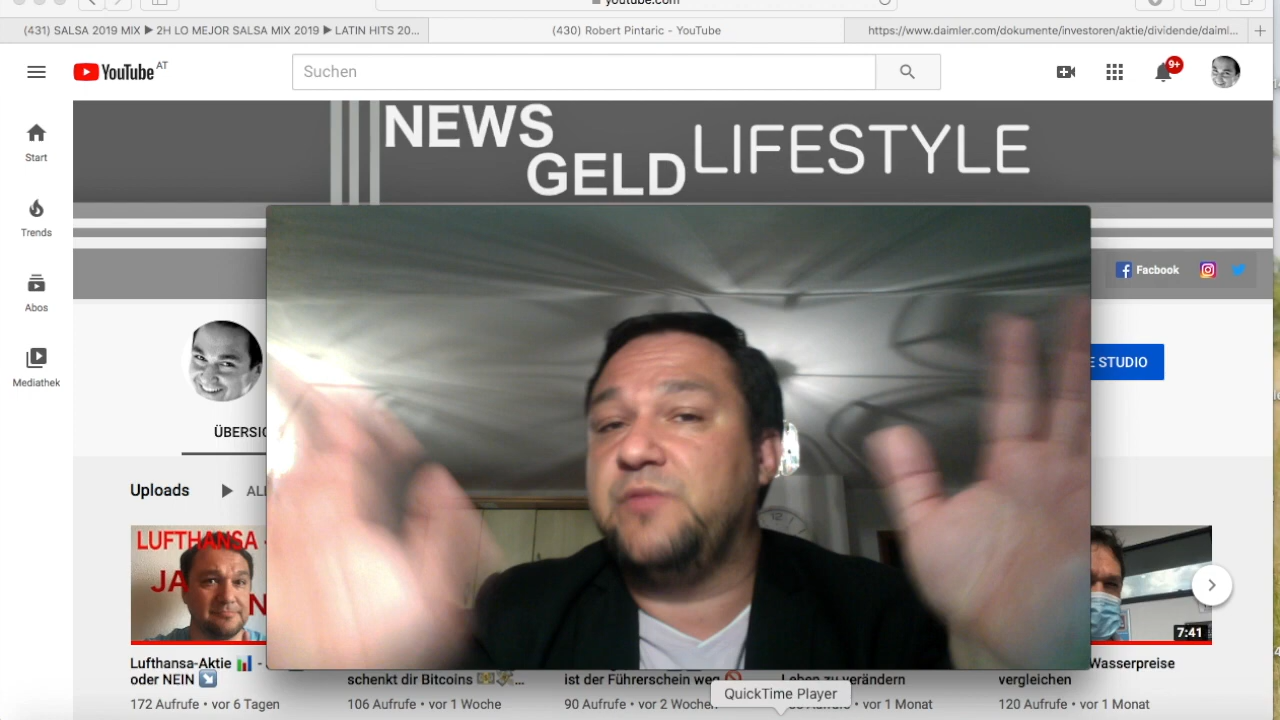 youtube.com
(431) SALSA 2019 MIX ▶ 2H LO MEJOR SALSA MIX 2019 ▶ LATIN HITS 20...
(430) Robert Pintaric - YouTube
https://www.daimler.com/dokumente/investoren/aktie/dividende/daiml...
YouTube AT
Suchen
9+
Start
Trends
Abos
Mediathek
NEWS
GELD
LIFESTYLE
Facbook
E STUDIO
ÜBERSIC
Uploads
ALL
LUFTHANSA -
JA
N
7:41
Lufthansa-Aktie -
oder NEIN
172 Aufrufe • vor 6 Tagen
schenkt dir Bitcoins ...
106 Aufrufe • vor 1 Woche
ist der Führerschein weg
90 Aufrufe • vor 2 Wochen
Leben zu verändern
Aufrufe • vor 1 Monat
Wasserpreise
vergleichen
120 Aufrufe • vor 1 Monat
QuickTime Player